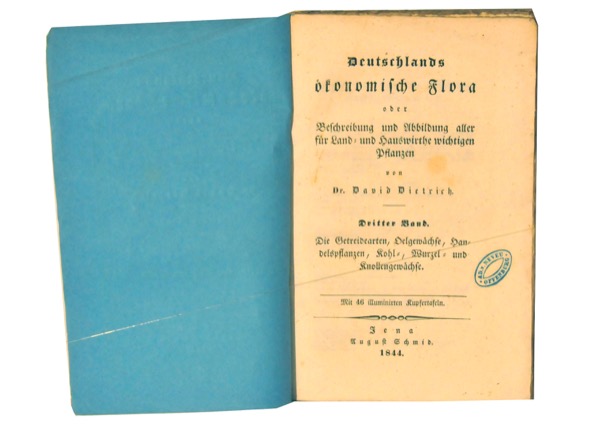 Deutschlands
ökonomische Flora
oder
Beschreibung und Abbildung aller
für Land- und Hauswirthe wichtigen
Pflanzen
von
Dr. David Dietrich.
Dritter Band.
Die Getreidearten, Oelgewächse, Han-
delspflanzen, Kohl-, Wurzel- und
Knollengewächse.
Mit 46 illuminirten Kupfertafeln.
Jena
August Schmid.
1844.
OFFENBURG